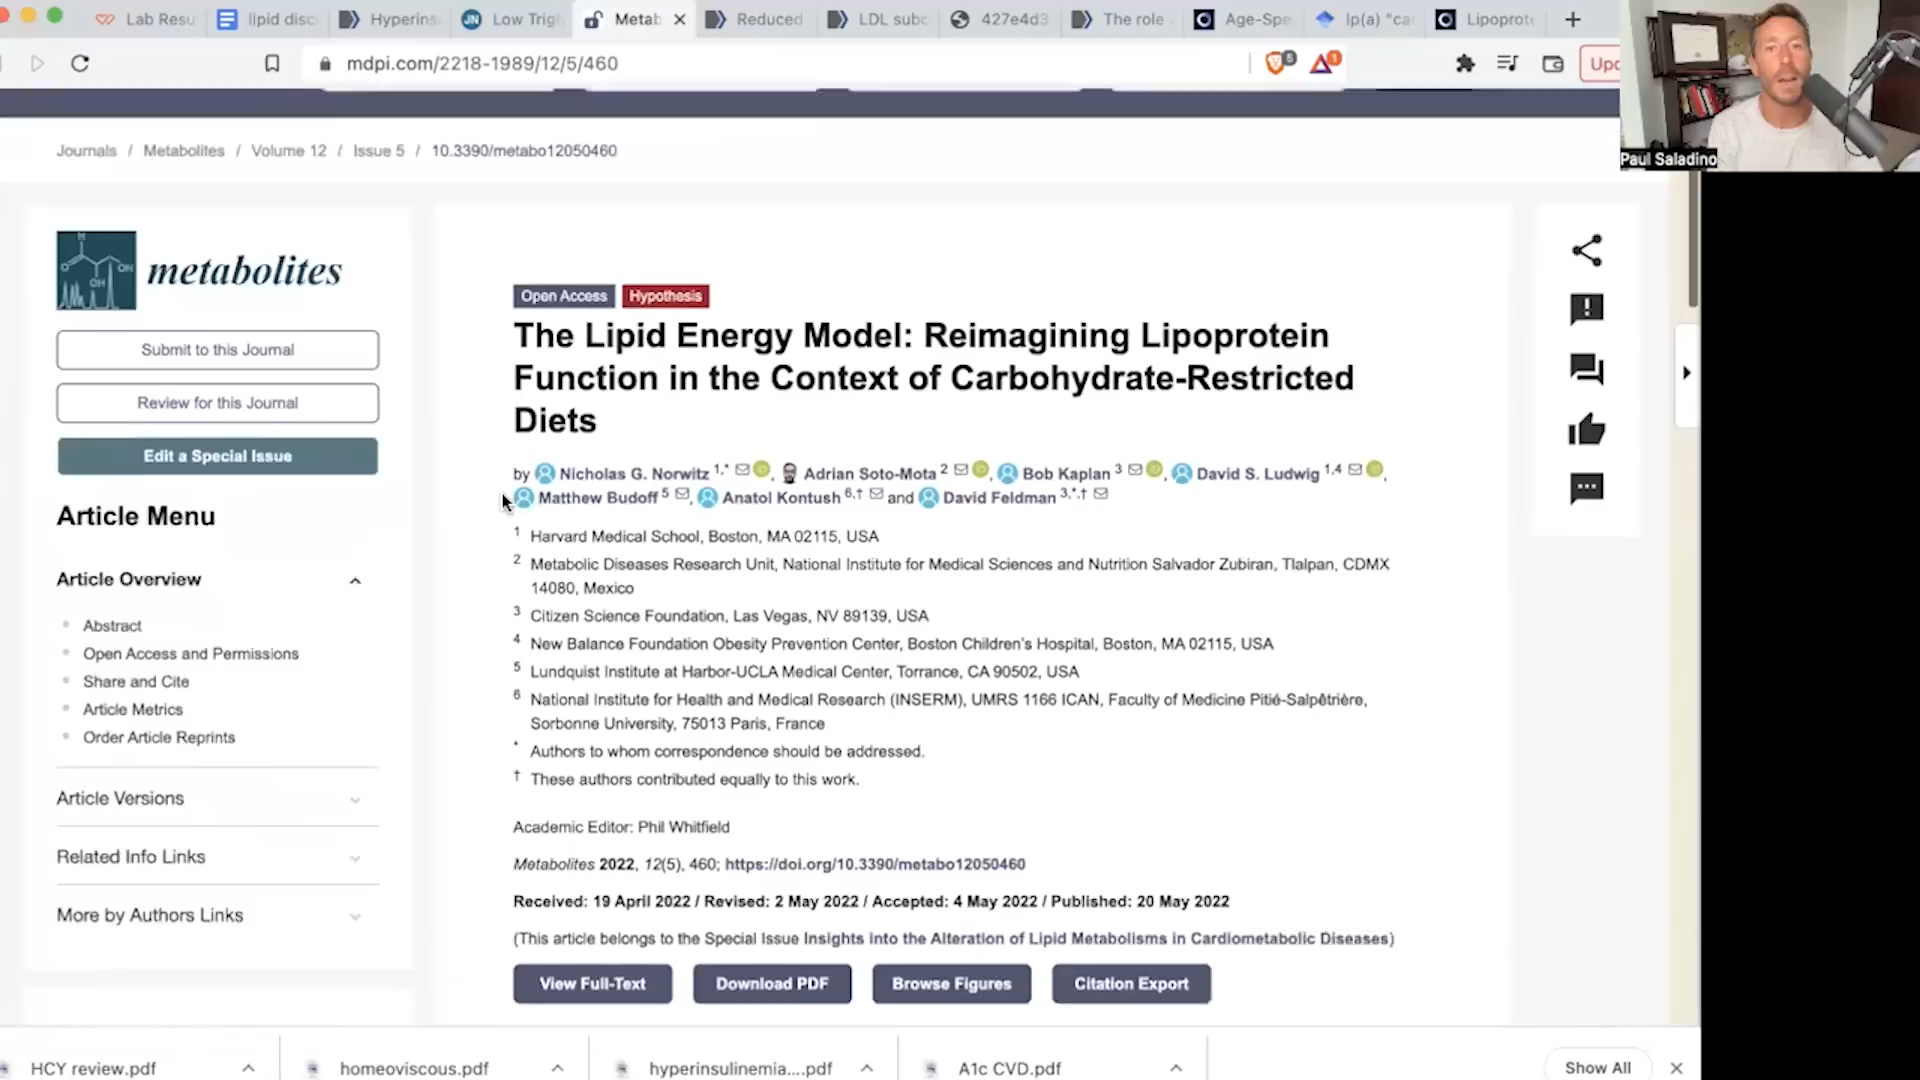 Lab Resu
lipid disc
Hyperins
Low Trigl
Metab
Reduced
LDL subc
427e4d3
The role
Age-Spe
lp(a) "ca
Lipoprote
mdpi.com/2218-1989/12/5/460
6
1
Upc
Paul Saladino
Journals / Metabolites / Volume 12 / Issue 5 / 10.3390/metabo12050460
metabolites
Submit to this Journal
Review for this Journal
Edit a Special Issue
Article Menu
Article Overview
Abstract
Open Access and Permissions
Share and Cite
Article Metrics
Order Article Reprints
Article Versions
Related Info Links
More by Authors Links
Open Access Hypothesis
The Lipid Energy Model: Reimagining Lipoprotein
Function in the Context of Carbohydrate-Restricted
Diets
by Nicholas G. Norwitz 1,* , Adrian Soto-Mota 2 , Bob Kaplan 3 , David S. Ludwig 1,4 ,
Matthew Budoff 5 , Anatol Kontush 6,† and David Feldman 3,*,†
1 Harvard Medical School, Boston, MA 02115, USA
2 Metabolic Diseases Research Unit, National Institute for Medical Sciences and Nutrition Salvador Zubiran, Tlalpan, CDMX
14080, Mexico
3 Citizen Science Foundation, Las Vegas, NV 89139, USA
4 New Balance Foundation Obesity Prevention Center, Boston Children's Hospital, Boston, MA 02115, USA
5 Lundquist Institute at Harbor-UCLA Medical Center, Torrance, CA 90502, USA
6 National Institute for Health and Medical Research (INSERM), UMRS 1166 ICAN, Faculty of Medicine Pitié-Salpêtrière,
Sorbonne University, 75013 Paris, France
* Authors to whom correspondence should be addressed.
† These authors contributed equally to this work.
Academic Editor: Phil Whitfield
Metabolites 2022, 12(5), 460; https://doi.org/10.3390/metabo12050460
Received: 19 April 2022 / Revised: 2 May 2022 / Accepted: 4 May 2022 / Published: 20 May 2022
(This article belongs to the Special Issue Insights into the Alteration of Lipid Metabolisms in Cardiometabolic Diseases)
View Full-Text
Download PDF
Browse Figures
Citation Export
HCY review.pdf
homeoviscous.pdf
hyperinsulinemia....pdf
A1c CVD.pdf
Show All